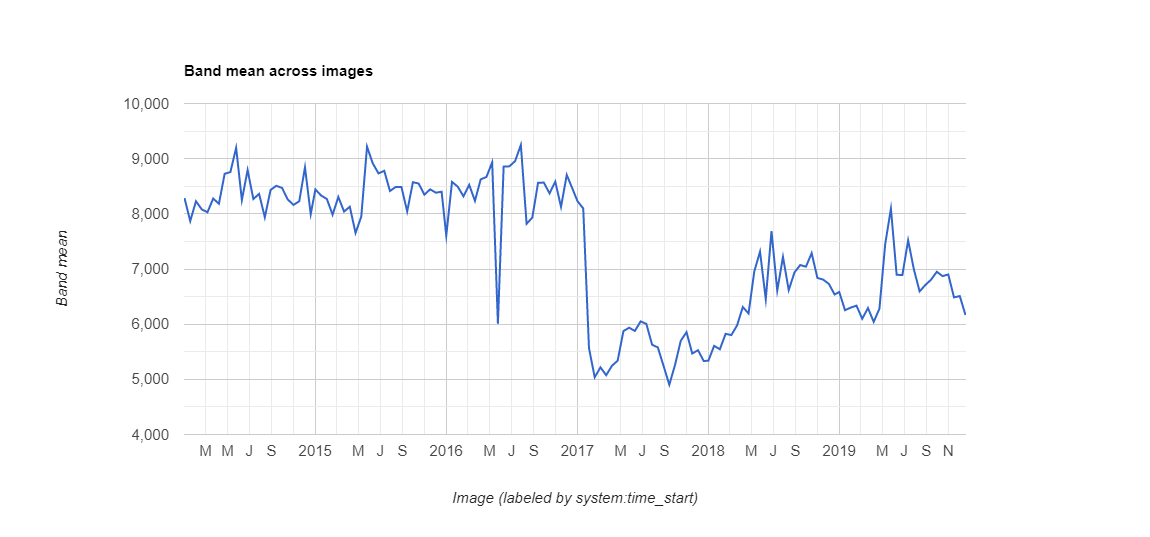 Band mean across images
10,000
9,000
8,000
7,000
6,000
5,000
4,000
Band mean
M M J S 2015 M J S 2016 M J S 2017 M J S 2018 M J S 2019 M J S N
Image (labeled by system:time_start)